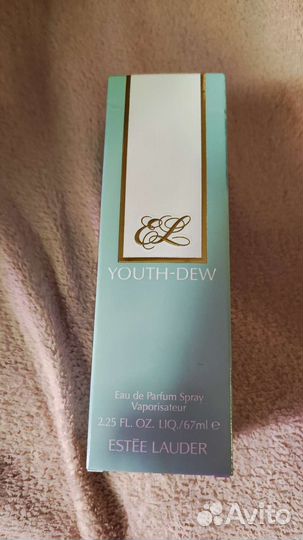 EL
YOUTH-DEW
Eau de Parfum Spray
Vaporisateur
2.25 FL. OZ. LIQ./67ml ℮
ESTĒE LAUDER
Avito